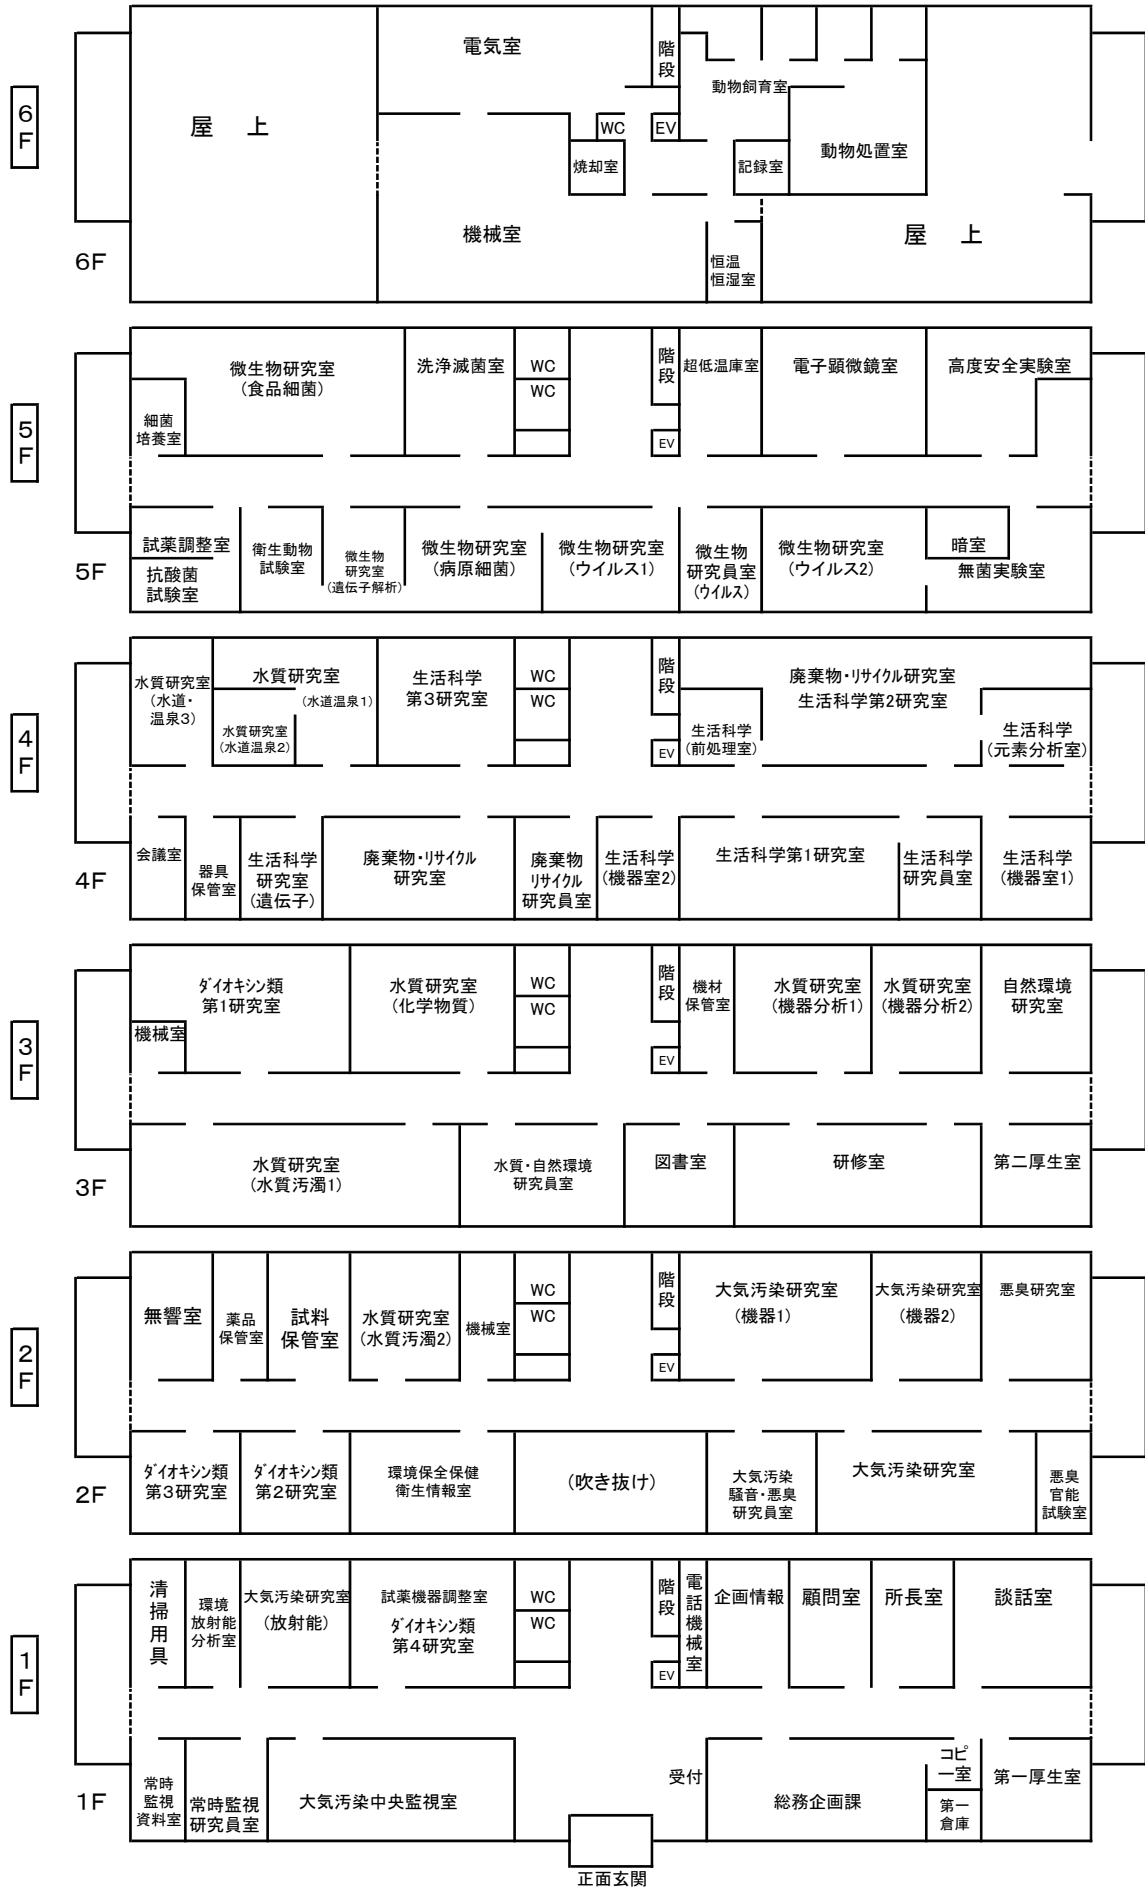 6
F
電気室
階
段
動物飼育室
屋 上
WC
EV
焼却室
記録室
動物処置室
機械室
恒温
恒湿室
屋 上
6F
5
F
微生物研究室
(食品細菌)
洗浄滅菌室
WC
WC
階
段
EV
超低温庫室
電子顕微鏡室
高度安全実験室
細菌
培養室
試薬調整室
抗酸菌
試験室
衛生動物
試験室
微生物
研究室
(遺伝子解析)
微生物研究室
(病原細菌)
微生物研究室
(ウイルス1)
微生物
研究員室
(ウイルス)
微生物研究室
(ウイルス2)
暗室
無菌実験室
5F
4
F
水質研究室
(水道・
温泉3)
水質研究室
(水道温泉1)
水質研究室
(水道温泉2)
生活科学
第3研究室
WC
WC
階
段
EV
廃棄物・リサイクル研究室
生活科学第2研究室
生活科学
(前処理室)
生活科学
(元素分析室)
会議室
器具
保管室
生活科学
研究室
(遺伝子)
廃棄物・リサイクル
研究室
廃棄物
リサイクル
研究員室
生活科学
(機器室2)
生活科学第1研究室
生活科学
研究員室
生活科学
(機器室1)
4F
3
F
ダイオキシン類
第1研究室
機械室
水質研究室
(化学物質)
WC
WC
階
段
EV
機材
保管室
水質研究室
(機器分析1)
水質研究室
(機器分析2)
自然環境
研究室
水質研究室
(水質汚濁1)
水質・自然環境
研究員室
図書室
研修室
第二厚生室
3F
2
F
無響室
薬品
保管室
試料
保管室
水質研究室
(水質汚濁2)
機械室
WC
WC
階
段
EV
大気汚染研究室
(機器1)
大気汚染研究室
(機器2)
悪臭研究室
ダイオキシン類
第3研究室
ダイオキシン類
第2研究室
環境保全保健
衛生情報室
(吹き抜け)
大気汚染
騒音・悪臭
研究員室
大気汚染研究室
悪臭
官能
試験室
2F
1
F
清掃用具
環境
放射能
分析室
大気汚染研究室
(放射能)
試薬機器調整室
ダイオキシン類
第4研究室
WC
WC
階
段
EV
電話機械室
企画情報
顧問室
所長室
談話室
常時
監視
資料室
常時監視
研究員室
大気汚染中央監視室
受付
総務企画課
コピ
ー室
第一
倉庫
第一厚生室
1F
正面玄関